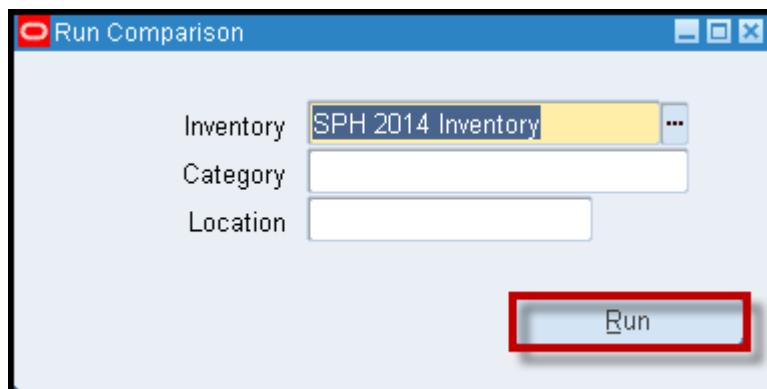 Run Comparison
Inventory SPH 2014 Inventory ...
Category
Location
Run